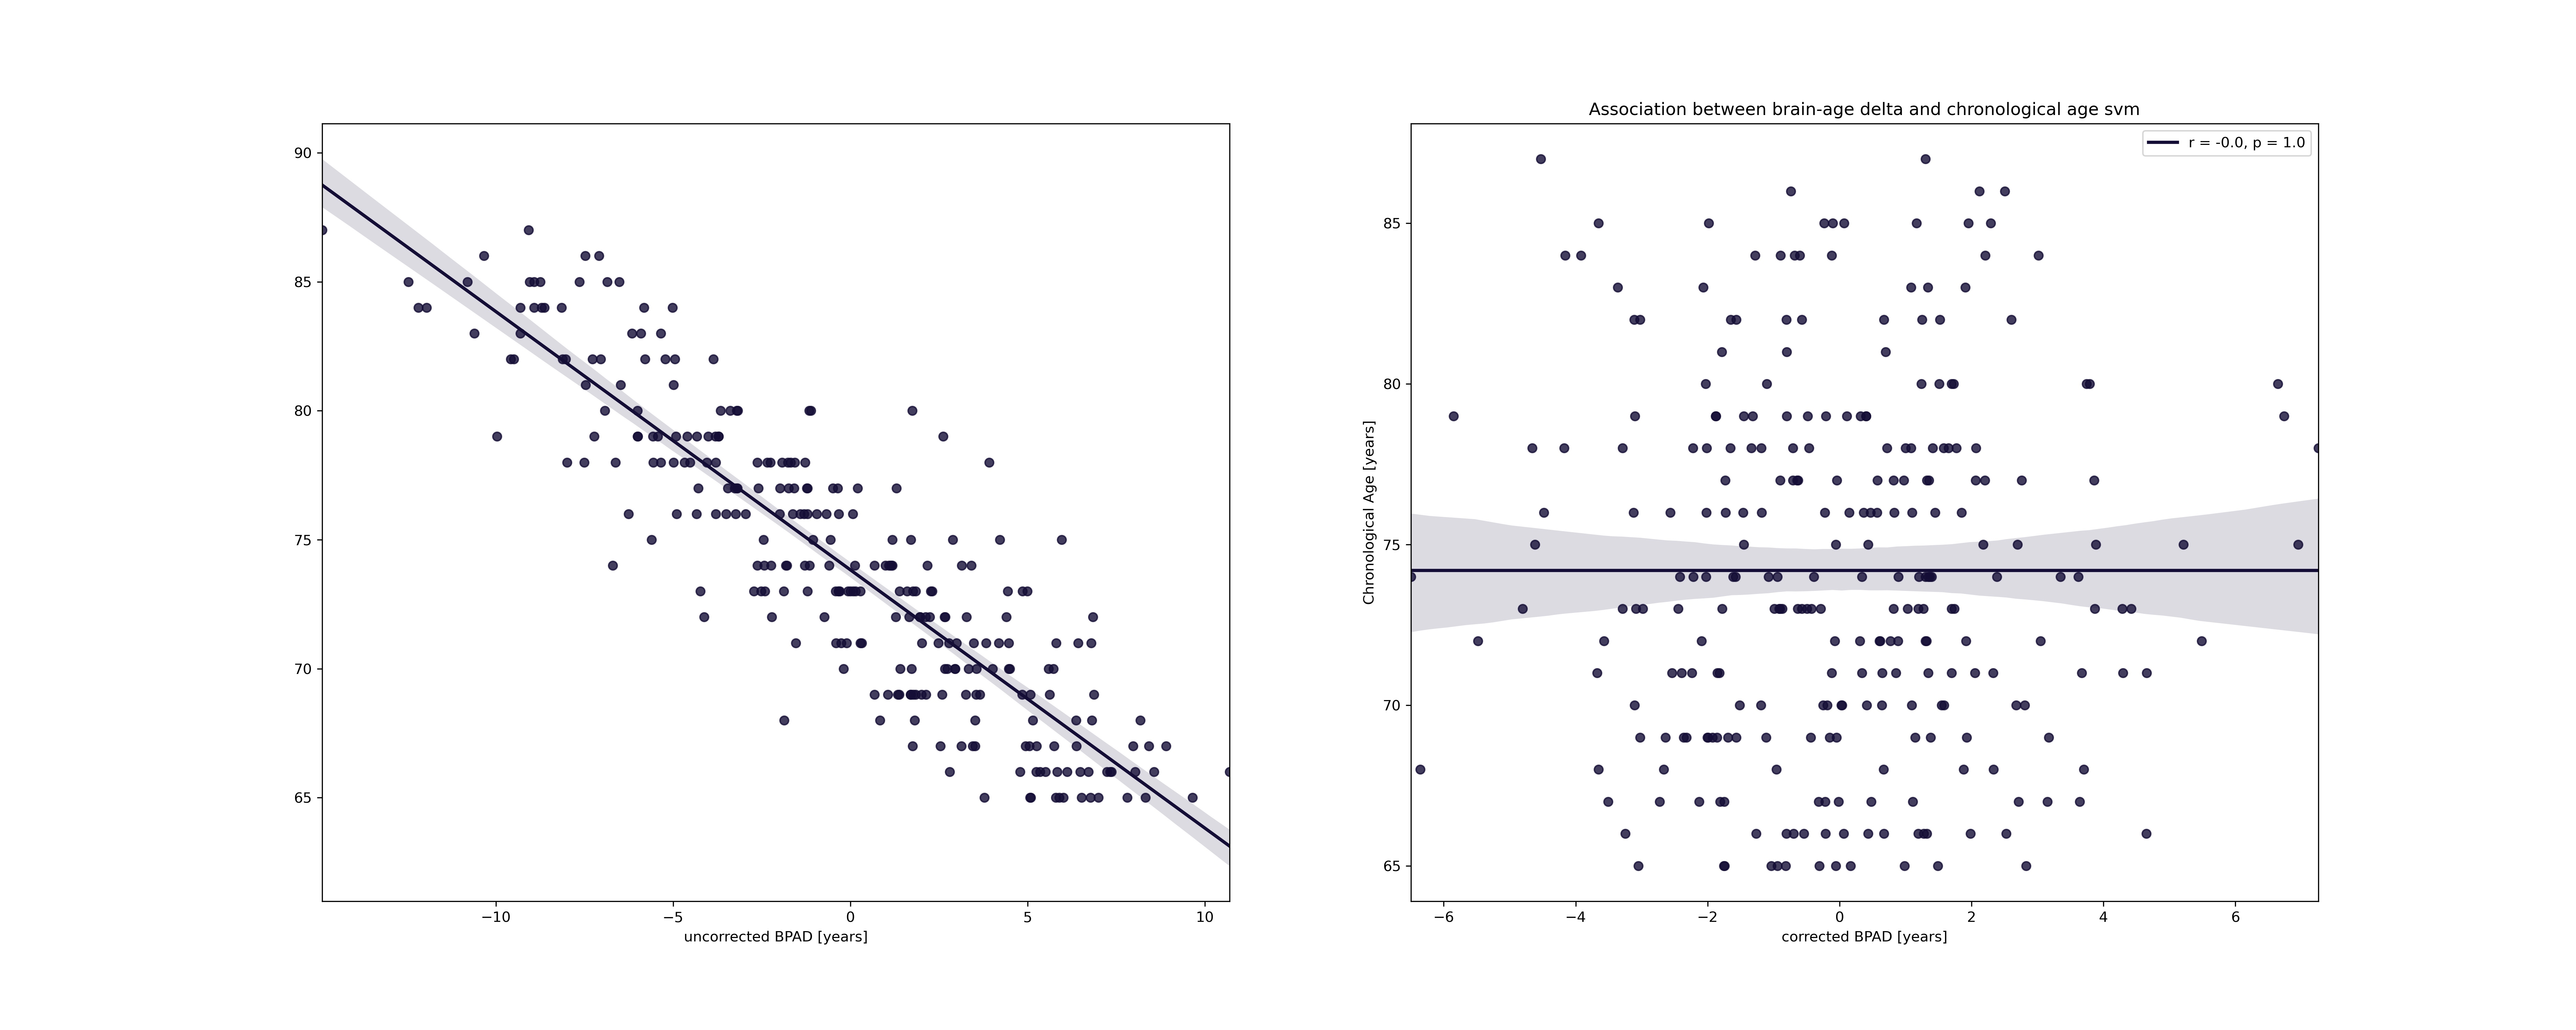 90
85
80
75
70
65
−10 −5 0 5 10
uncorrected BPAD [years]
Association between brain-age delta and chronological age svm
r = -0.0, p = 1.0
Chronological Age [years]
85
80
75
70
65
−6 −4 −2 0 2 4 6
corrected BPAD [years]